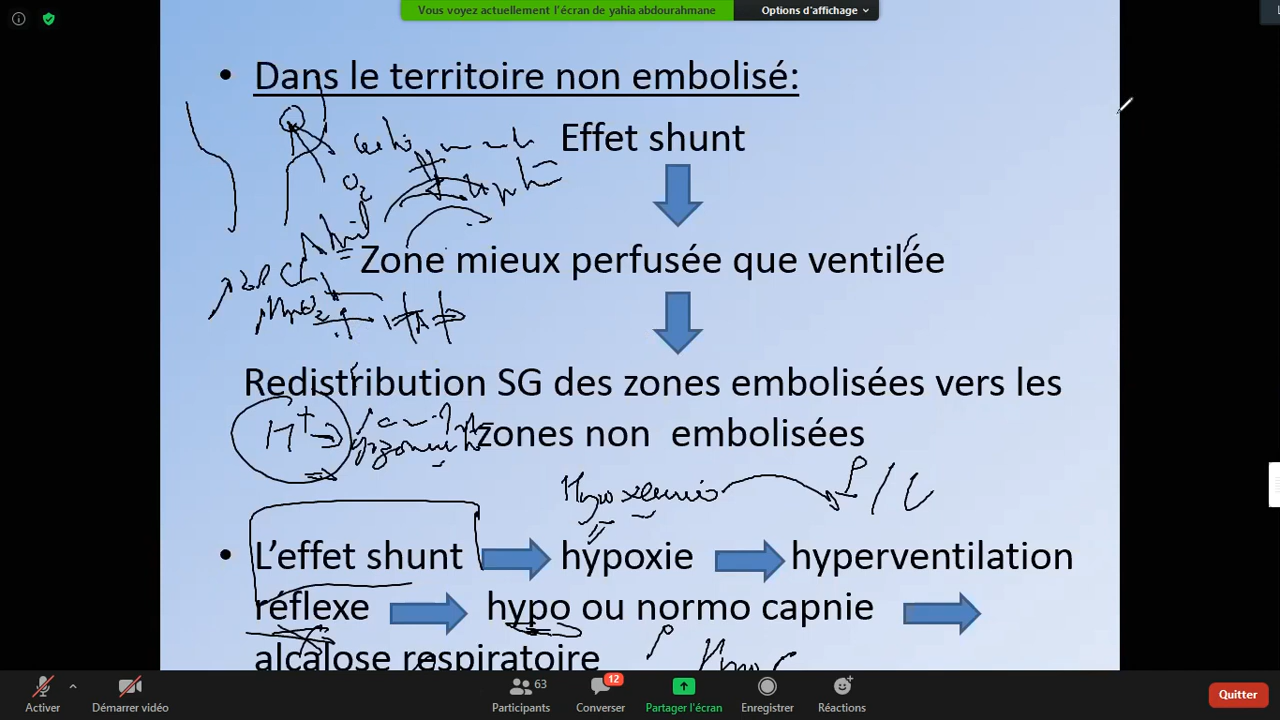 Vous voyez actuellement l'écran de yahia abdourahmane
Options d'affichage
• Dans le territoire non embolisé:
Effet shunt
O2
Zone mieux perfusée que ventilée
Redistribution SG des zones embolisées vers les
H+
zones non embolisées
Hypoxemie
• L'effet shunt hypoxie hyperventilation
réflexe hypo ou normo capnie
alcalose respiratoire
Activer
Démarrer vidéo
63
Participants
12
Converser
Partager l'écran
Enregistrer
Réactions
Quitter